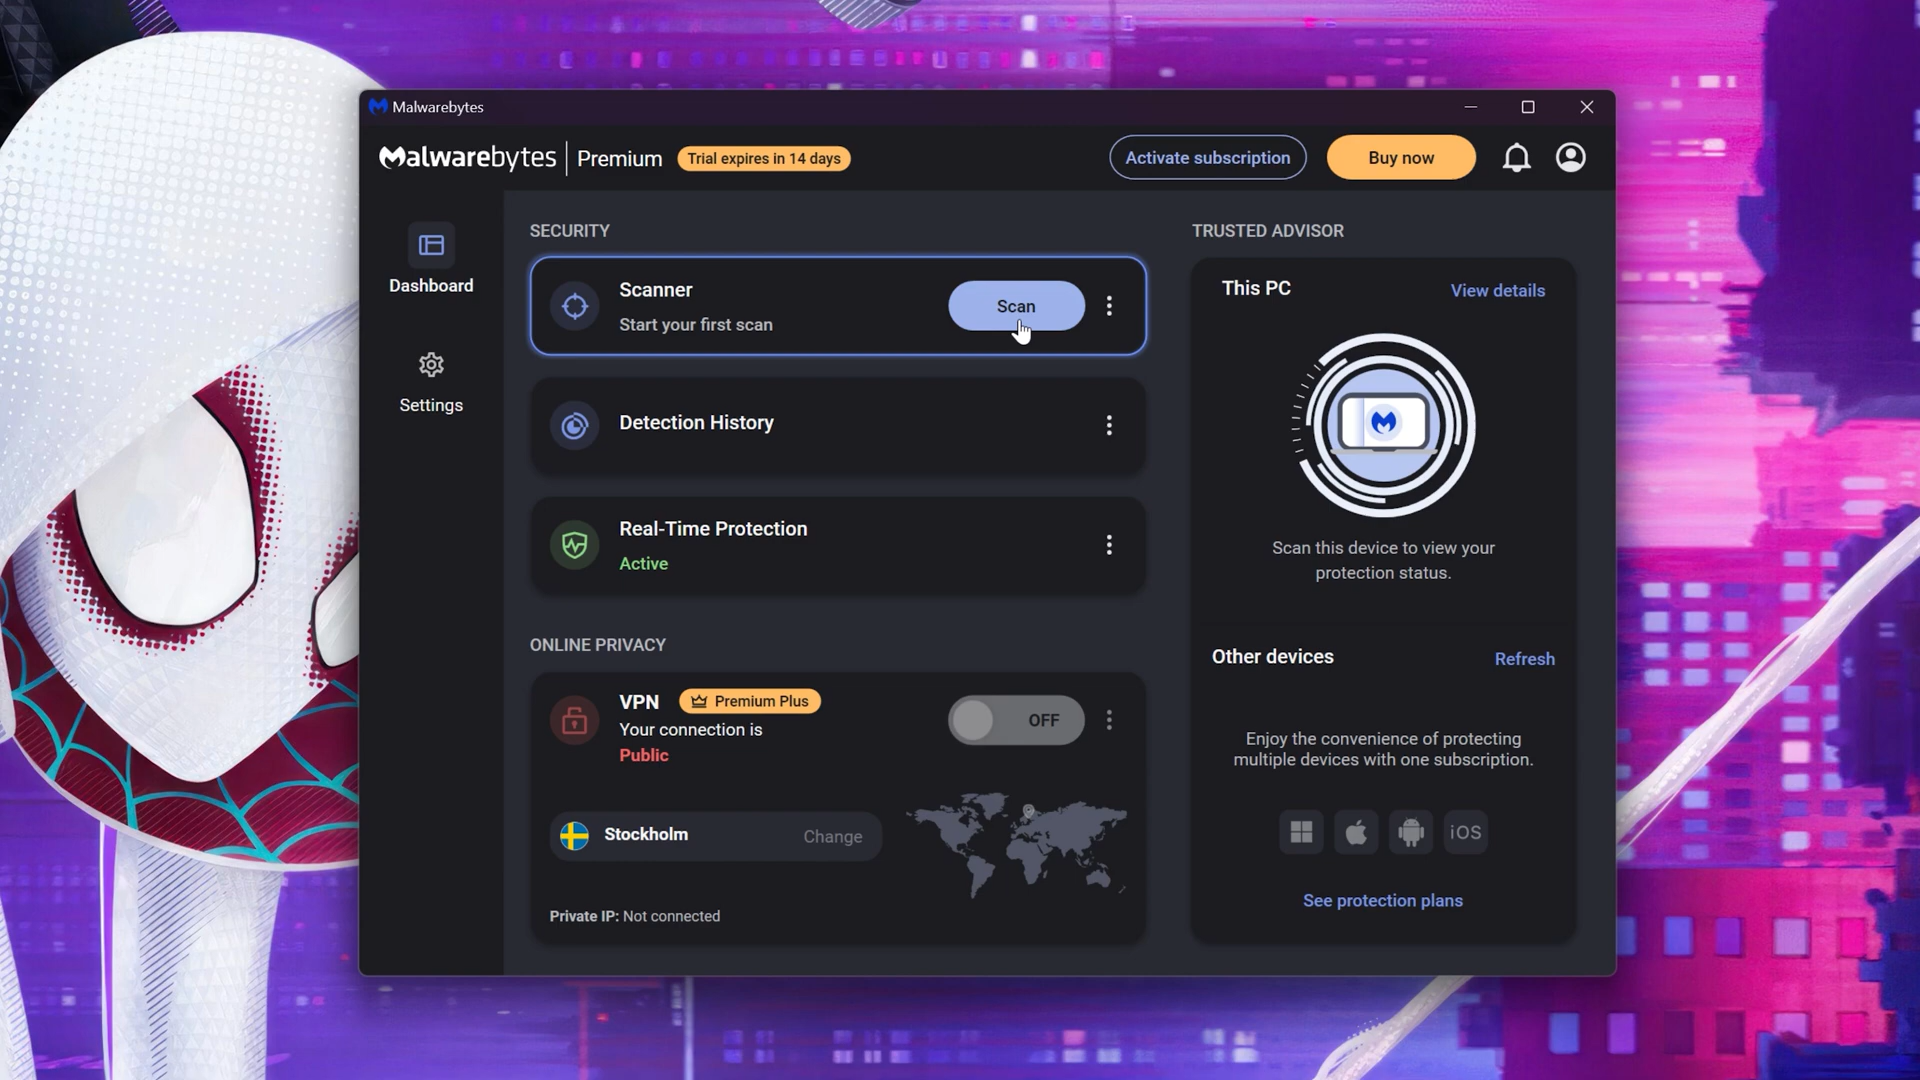 Malwarebytes
Malwarebytes Premium Trial expires in 14 days Activate subscription Buy now
Dashboard
Settings
SECURITY
Scanner
Start your first scan
Scan
Detection History
Real-Time Protection
Active
ONLINE PRIVACY
VPN Premium Plus
Your connection is
Public
OFF
Stockholm Change
Private IP: Not connected
TRUSTED ADVISOR
This PC View details
Scan this device to view your
protection status.
Other devices Refresh
Enjoy the convenience of protecting
multiple devices with one subscription.
iOS
See protection plans